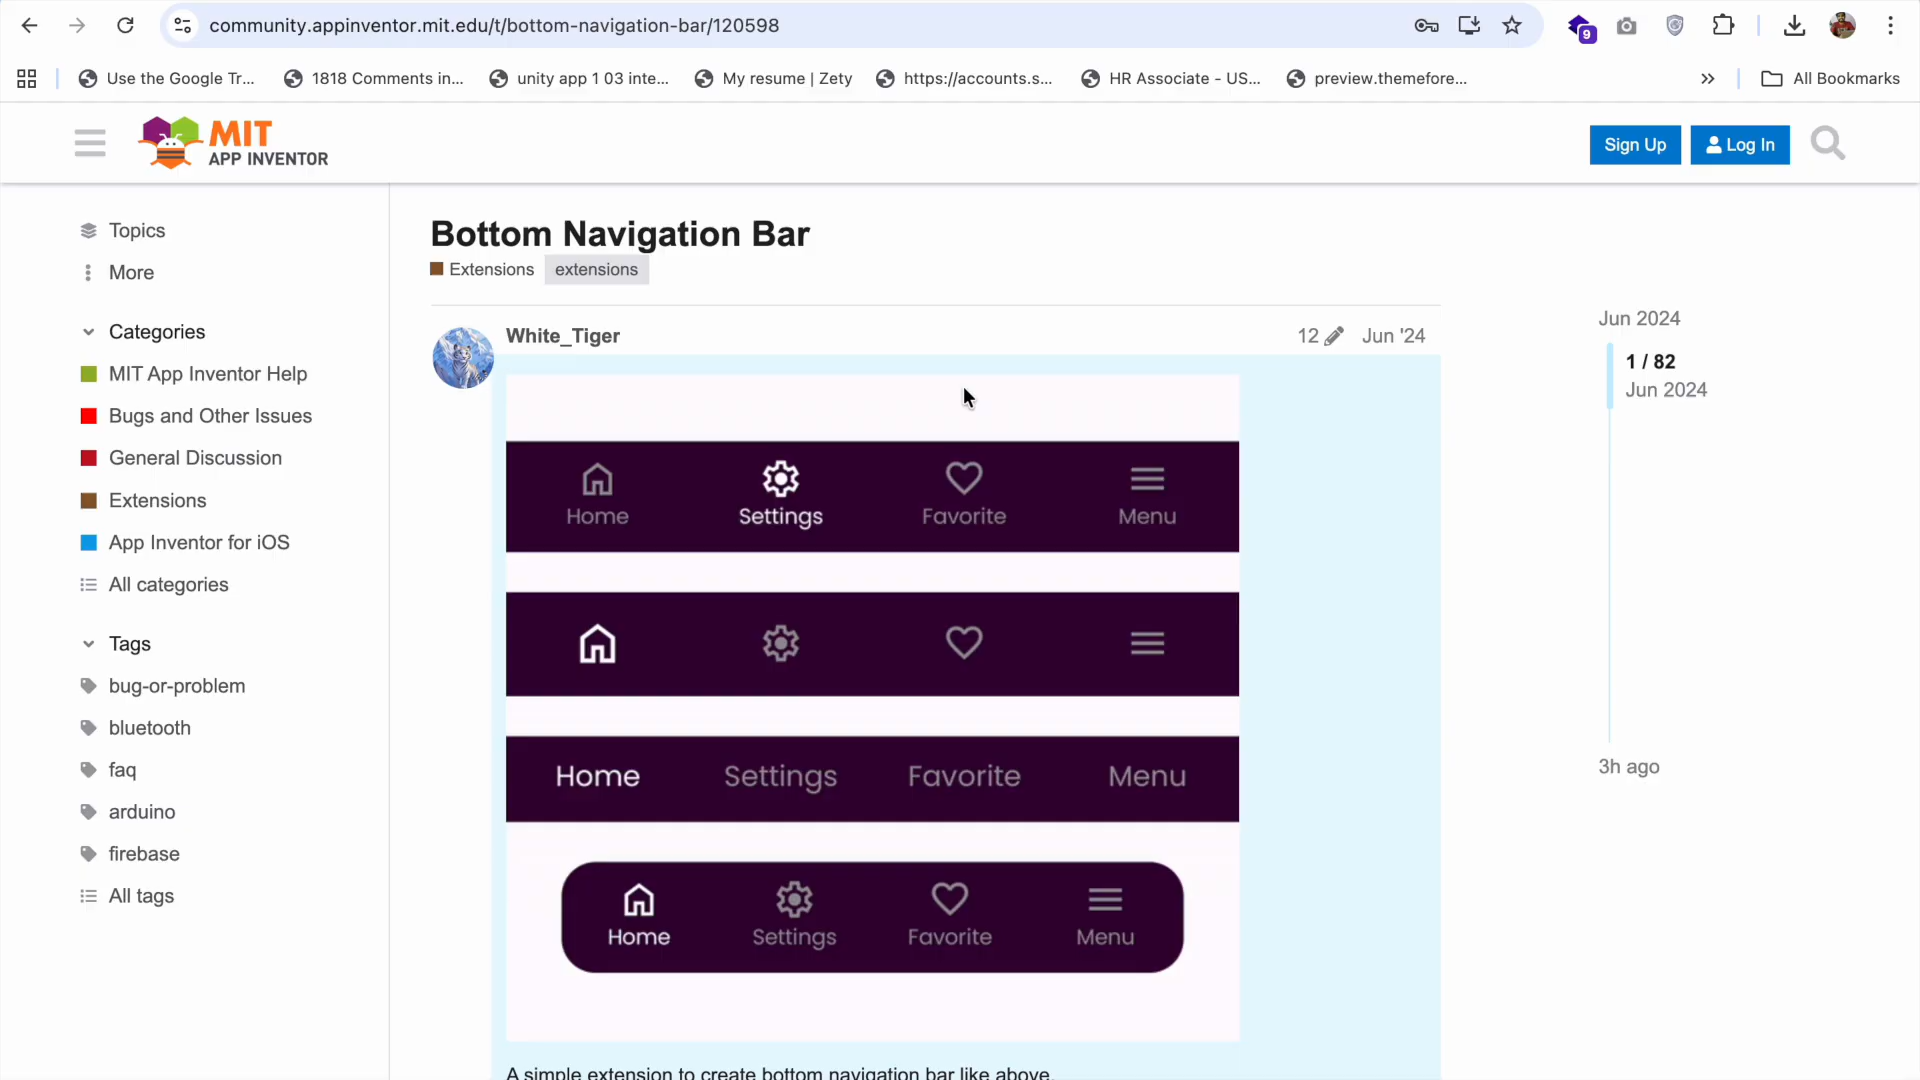 community.appinventor.mit.edu/t/bottom-navigation-bar/120598
9
Use the Google Tr...
1818 Comments in...
unity app 1 03 inte...
My resume | Zety
https://accounts.s...
HR Associate - US...
preview.themefore...
All Bookmarks
MIT
APP INVENTOR
Sign Up
Log In
Topics
More
Categories
MIT App Inventor Help
Bugs and Other Issues
General Discussion
Extensions
App Inventor for iOS
All categories
Tags
bug-or-problem
bluetooth
faq
arduino
firebase
All tags
Bottom Navigation Bar
Extensions extensions
White_Tiger
12 Jun '24
Home Settings Favorite Menu
Home Settings Favorite Menu
Home Settings Favorite Menu
A simple extension to create bottom navigation bar like above.
Jun 2024
1 / 82
Jun 2024
3h ago